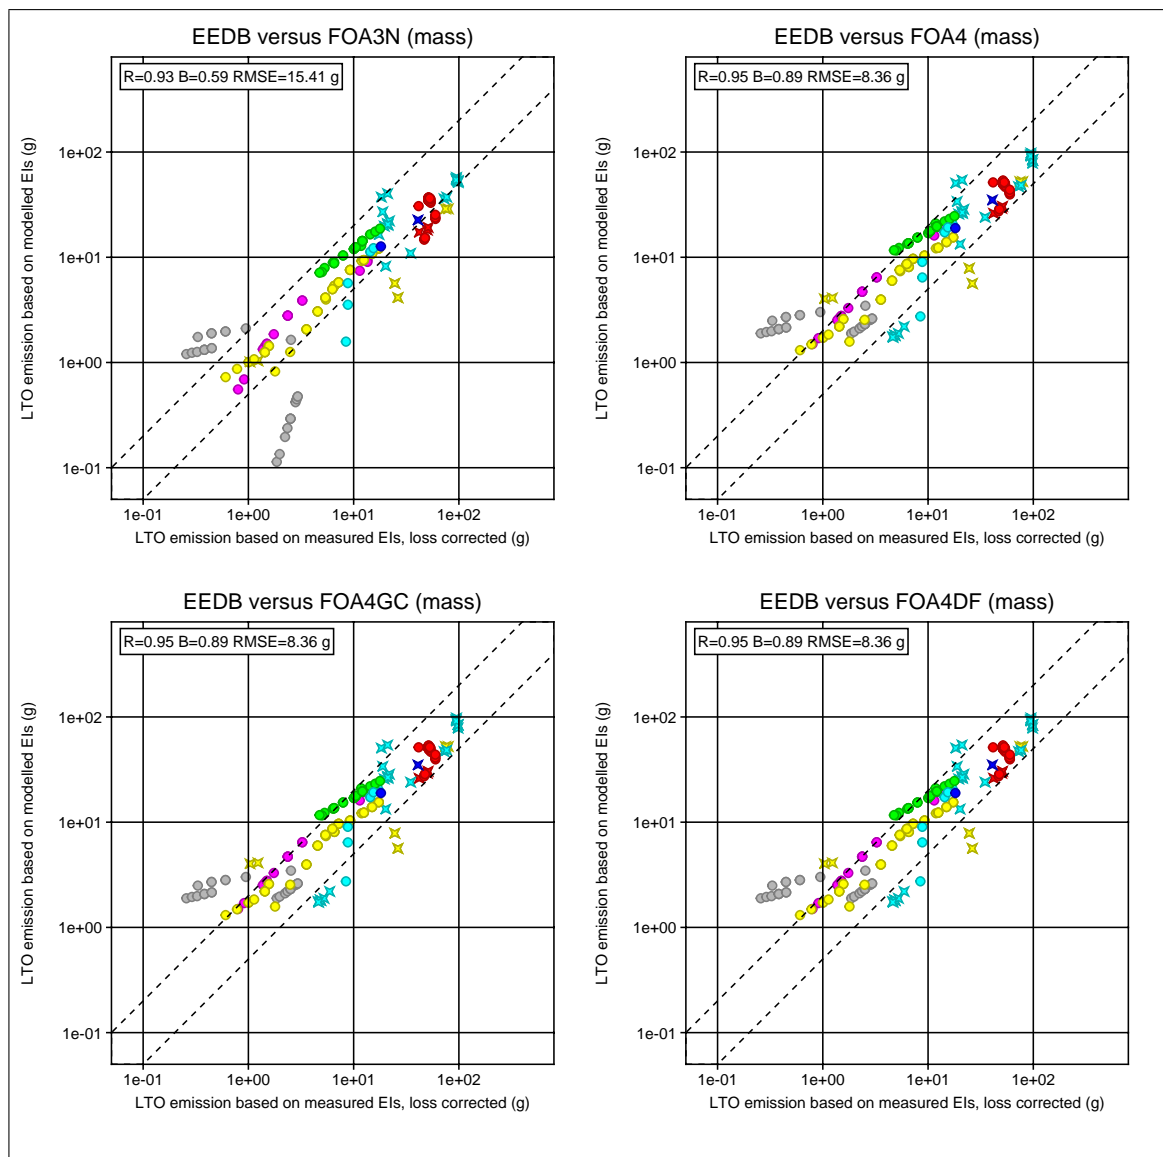 EEDB versus FOA3N (mass)
R=0.93 B=0.59 RMSE=15.41 g
LTO emission based on modelled EIs (g)
1e+02
1e+01
1e+00
1e-01
1e-01 1e+00 1e+01 1e+02
LTO emission based on measured EIs, loss corrected (g)
EEDB versus FOA4 (mass)
R=0.95 B=0.89 RMSE=8.36 g
LTO emission based on modelled EIs (g)
1e+02
1e+01
1e+00
1e-01
1e-01 1e+00 1e+01 1e+02
LTO emission based on measured EIs, loss corrected (g)
EEDB versus FOA4GC (mass)
R=0.95 B=0.89 RMSE=8.36 g
LTO emission based on modelled EIs (g)
1e+02
1e+01
1e+00
1e-01
1e-01 1e+00 1e+01 1e+02
LTO emission based on measured EIs, loss corrected (g)
EEDB versus FOA4DF (mass)
R=0.95 B=0.89 RMSE=8.36 g
LTO emission based on modelled EIs (g)
1e+02
1e+01
1e+00
1e-01
1e-01 1e+00 1e+01 1e+02
LTO emission based on measured EIs, loss corrected (g)